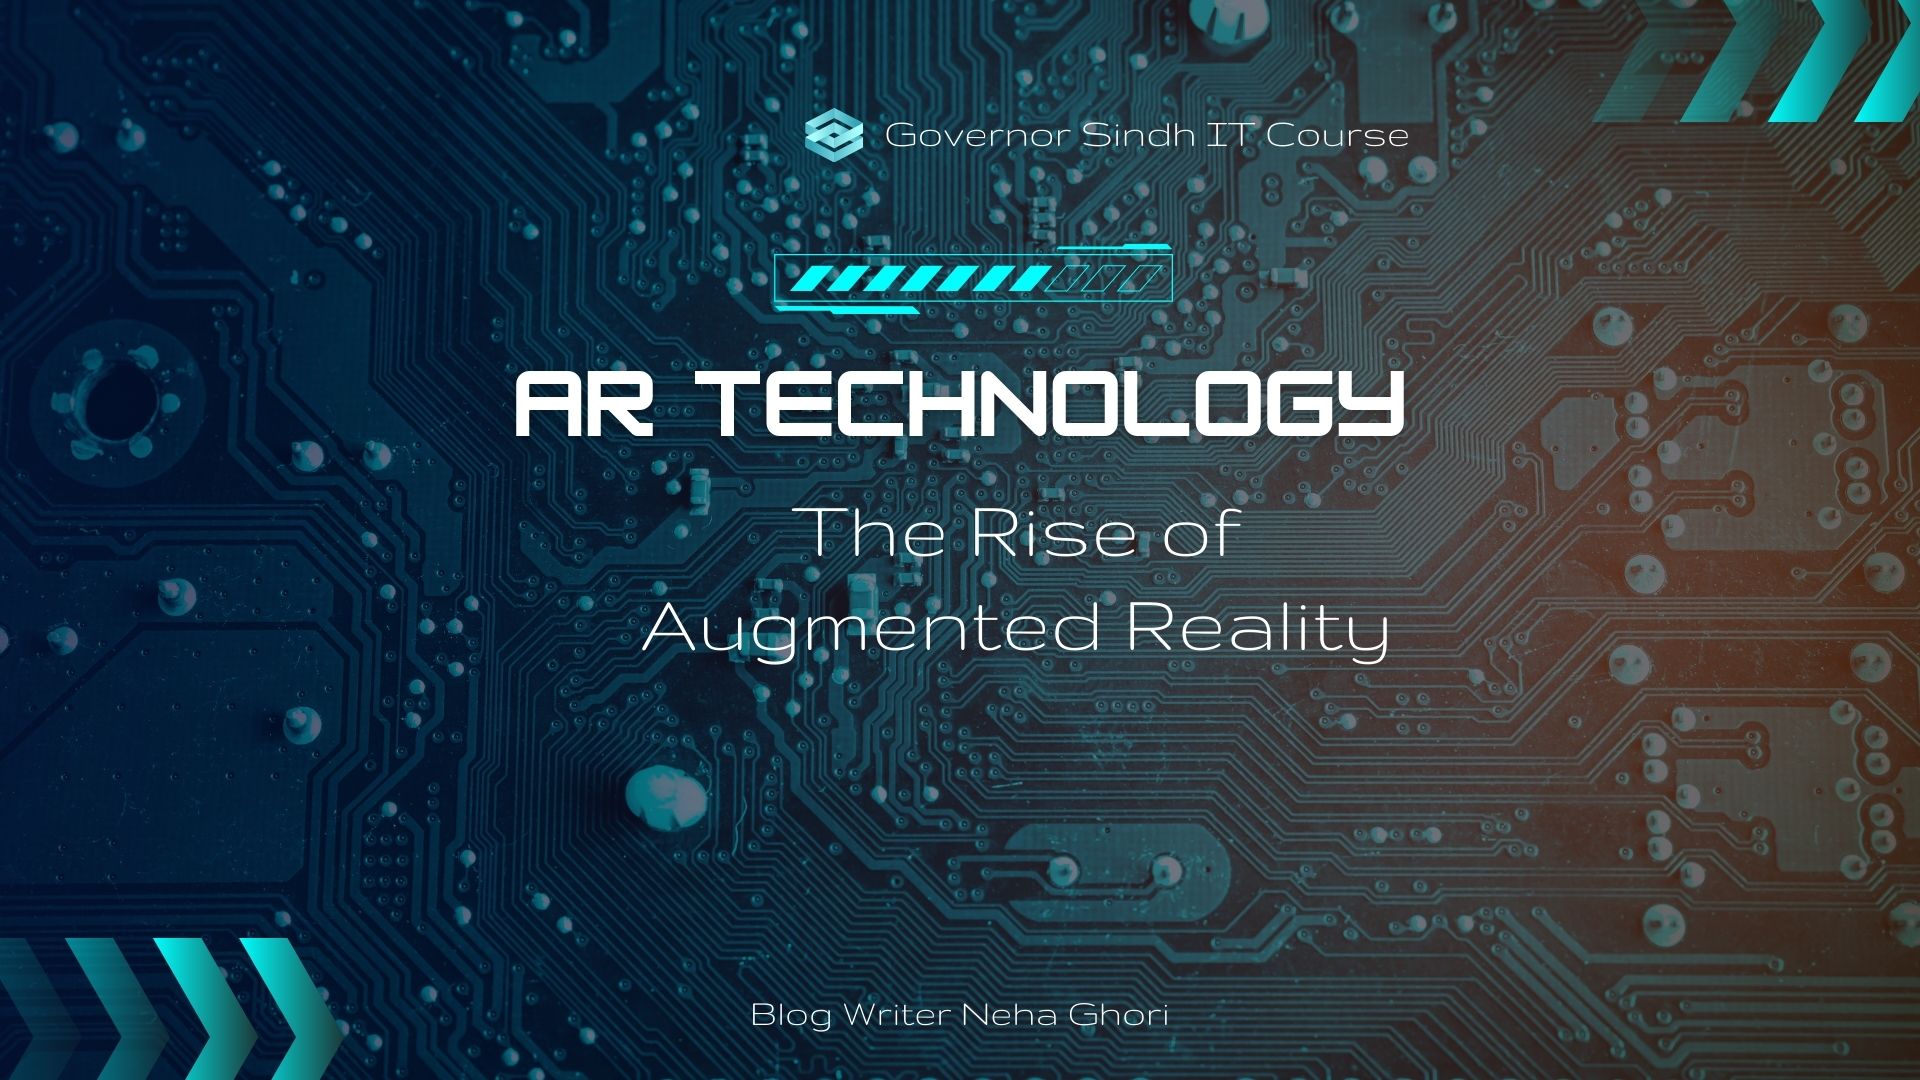 Governor Sindh IT Course
AR TECHNOLOGY
The Rise of
Augmented Reality
Blog Writer Neha Ghori